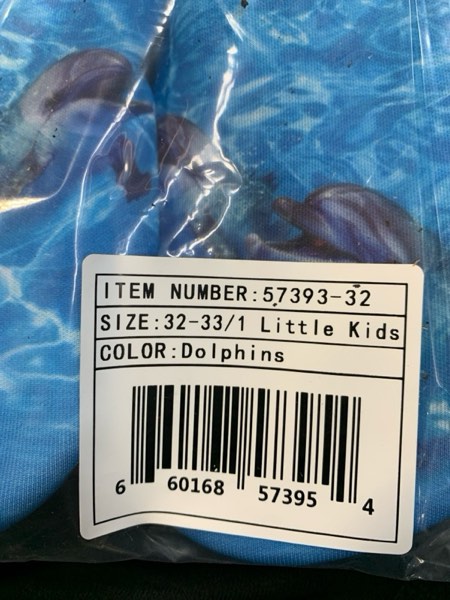 ITEM NUMBER:57393-32
SIZE:32-33/1 Little Kids
COLOR:Dolphins
6 60168 57395 4